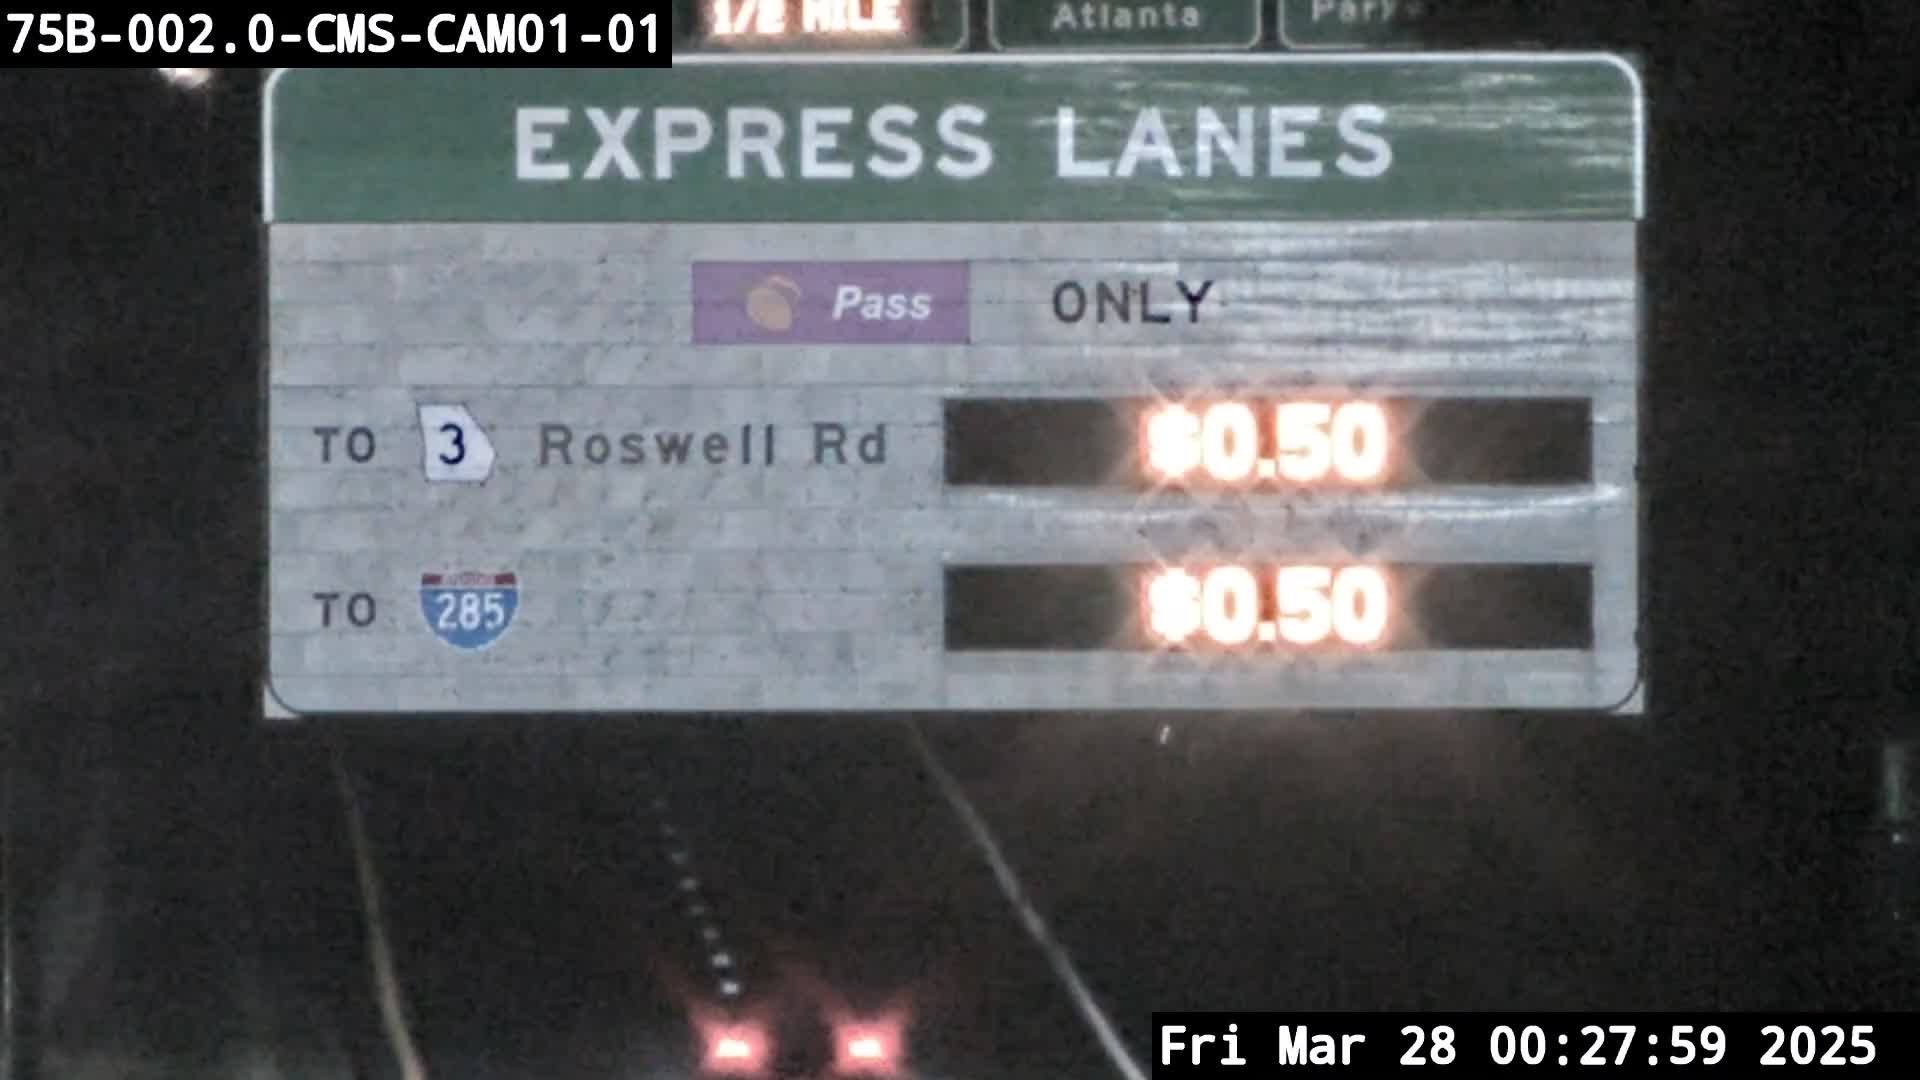 75B-002.0-CMS-CAM01-01
1/2 MILE
Atlanta
EXPRESS LANES
Pass ONLY
TO 3 Roswell Rd $0.50
TO 285 $0.50
Fri Mar 28 00:27:59 2025